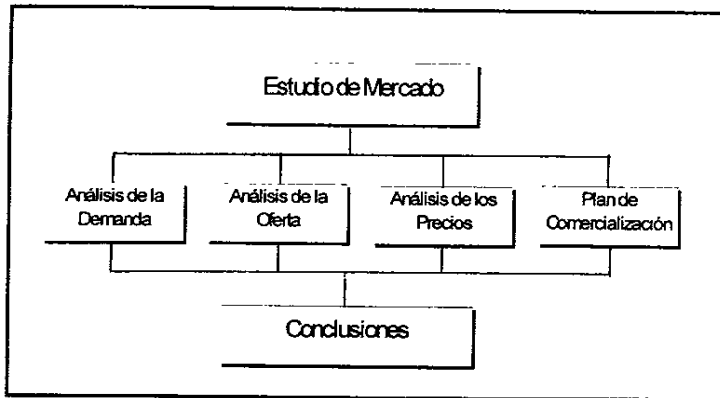 Estudio de Mercado
Análisis de la
Demanda
Análisis de la
Oferta
Análisis de los
Precios
Plan de
Comercialización
Conclusiones